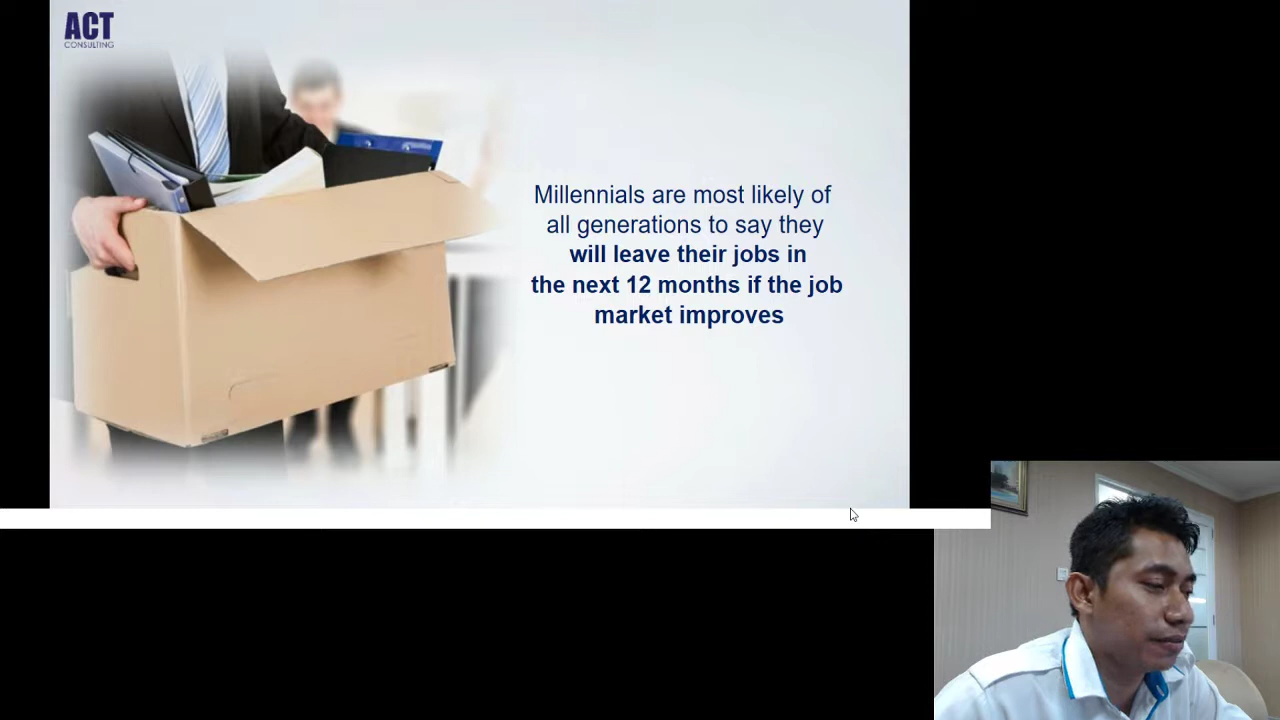 ACT
CONSULTING
Millennials are most likely of
all generations to say they
will leave their jobs in
the next 12 months if the job
market improves